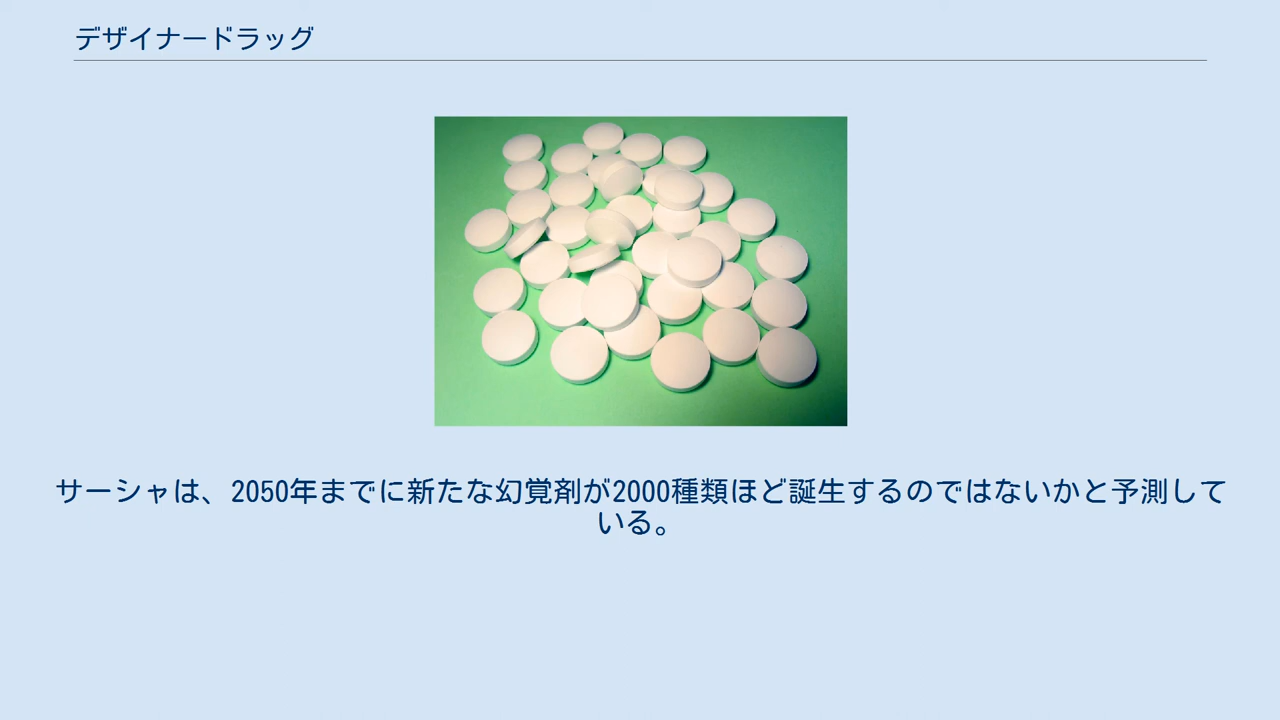 デザイナードラッグ
サーシャは、2050年までに新たな幻覚剤が2000種類ほど誕生するのではないかと予測して
いる。